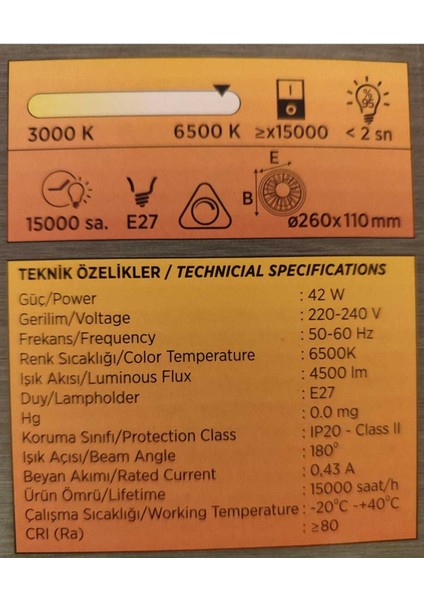 3000 K 6500 K ≥x15000 < 2 sn
%95
E
B
15000 sa. E27 ø260x110mm
TEKNİK ÖZELİKLER / TECHNICIAL SPECIFICATIONS
Güç/Power : 42 W
Gerilim/Voltage : 220-240 V
Frekans/Frequency : 50-60 Hz
Renk Sıcaklığı/Color Temperature : 6500K
Işık Akısı/Luminous Flux : 4500 lm
Duy/Lampholder : E27
Hg : 0.0 mg
Koruma Sınıfı/Protection Class : IP20 - Class II
Işık Açısı/Beam Angle : 180°
Beyan Akımı/Rated Current : 0,43 A
Ürün Ömrü/Lifetime : 15000 saat/h
Çalışma Sıcaklığı/Working Temperature : -20°C -+40°C
CRI (Ra) : ≥80